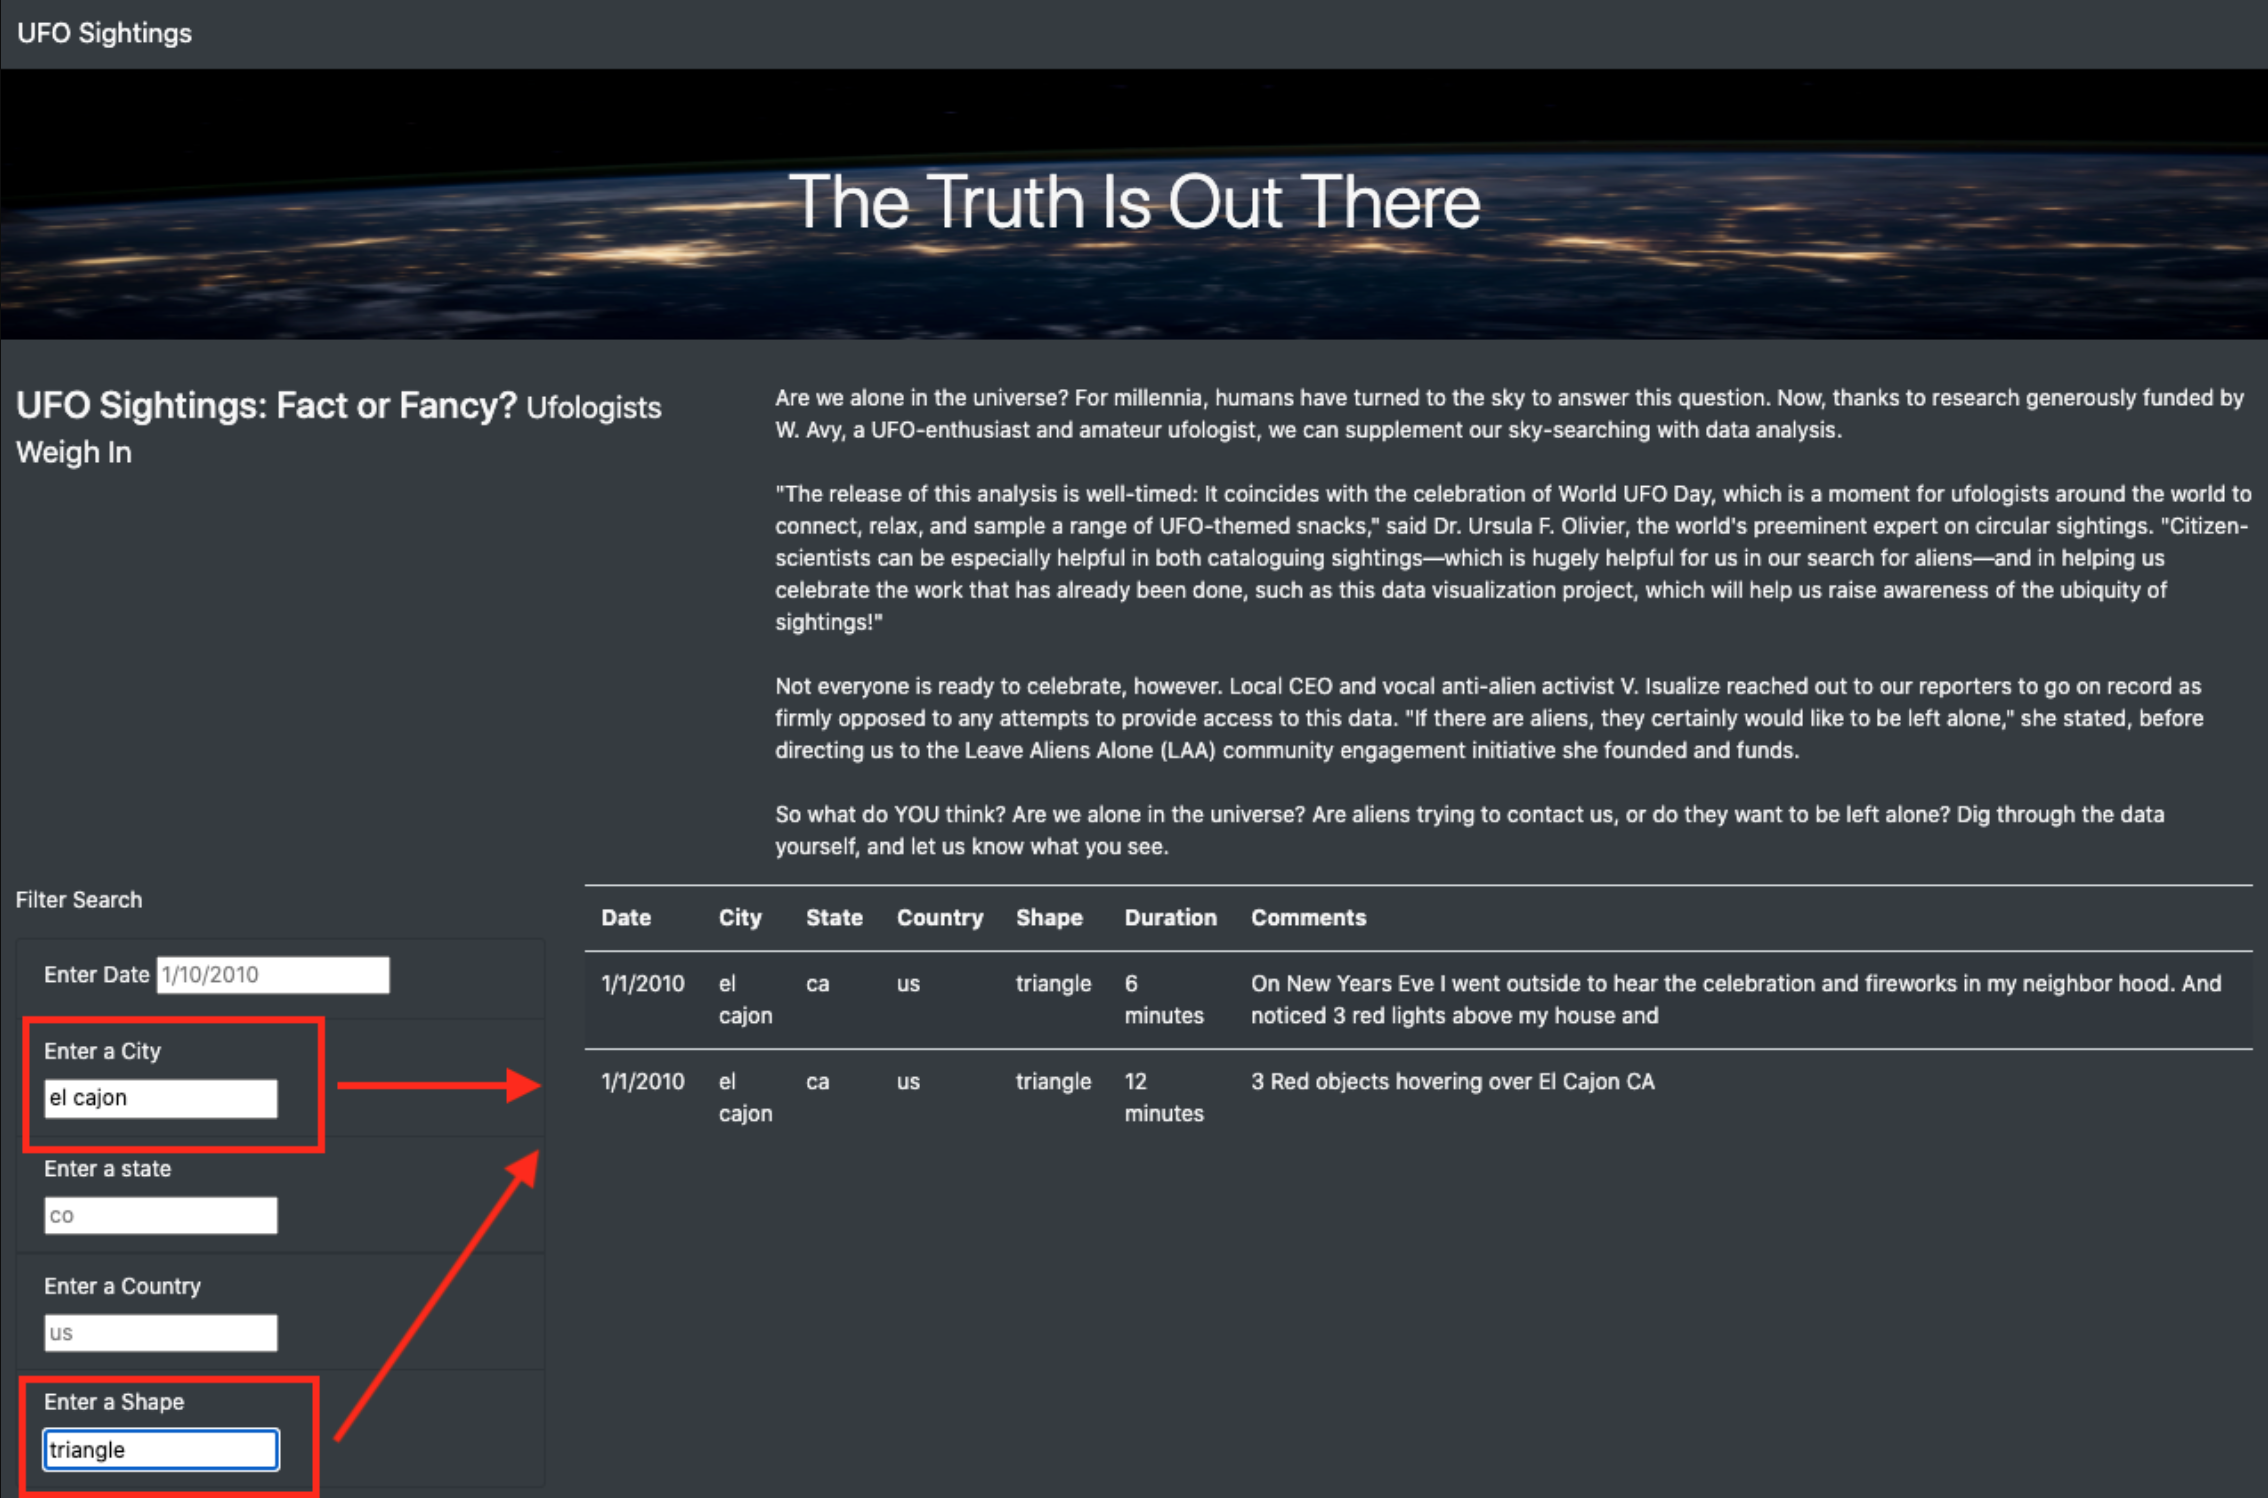 UFO Sightings
The Truth Is Out There
UFO Sightings: Fact or Fancy? Ufologists
Weigh In
Are we alone in the universe? For millennia, humans have turned to the sky to answer this question. Now, thanks to research generously funded by
W. Avy, a UFO-enthusiast and amateur ufologist, we can supplement our sky-searching with data analysis.
"The release of this analysis is well-timed: It coincides with the celebration of World UFO Day, which is a moment for ufologists around the world to
connect, relax, and sample a range of UFO-themed snacks," said Dr. Ursula F. Olivier, the world's preeminent expert on circular sightings. "Citizen-
scientists can be especially helpful in both cataloguing sightings—which is hugely helpful for us in our search for aliens—and in helping us
celebrate the work that has already been done, such as this data visualization project, which will help us raise awareness of the ubiquity of
sightings!"
Not everyone is ready to celebrate, however. Local CEO and vocal anti-alien activist V. Isualize reached out to our reporters to go on record as
firmly opposed to any attempts to provide access to this data. "If there are aliens, they certainly would like to be left alone," she stated, before
directing us to the Leave Aliens Alone (LAA) community engagement initiative she founded and funds.
So what do YOU think? Are we alone in the universe? Are aliens trying to contact us, or do they want to be left alone? Dig through the data
yourself, and let us know what you see.
Filter Search
Enter Date 1/10/2010
Enter a City
el cajon
Enter a state
co
Enter a Country
us
Enter a Shape
triangle
Date City State Country Shape Duration Comments
1/1/2010 el ca us triangle 6 On New Years Eve I went outside to hear the celebration and fireworks in my neighbor hood. And
cajon minutes noticed 3 red lights above my house and
1/1/2010 el ca us triangle 12 3 Red objects hovering over El Cajon CA
cajon minutes